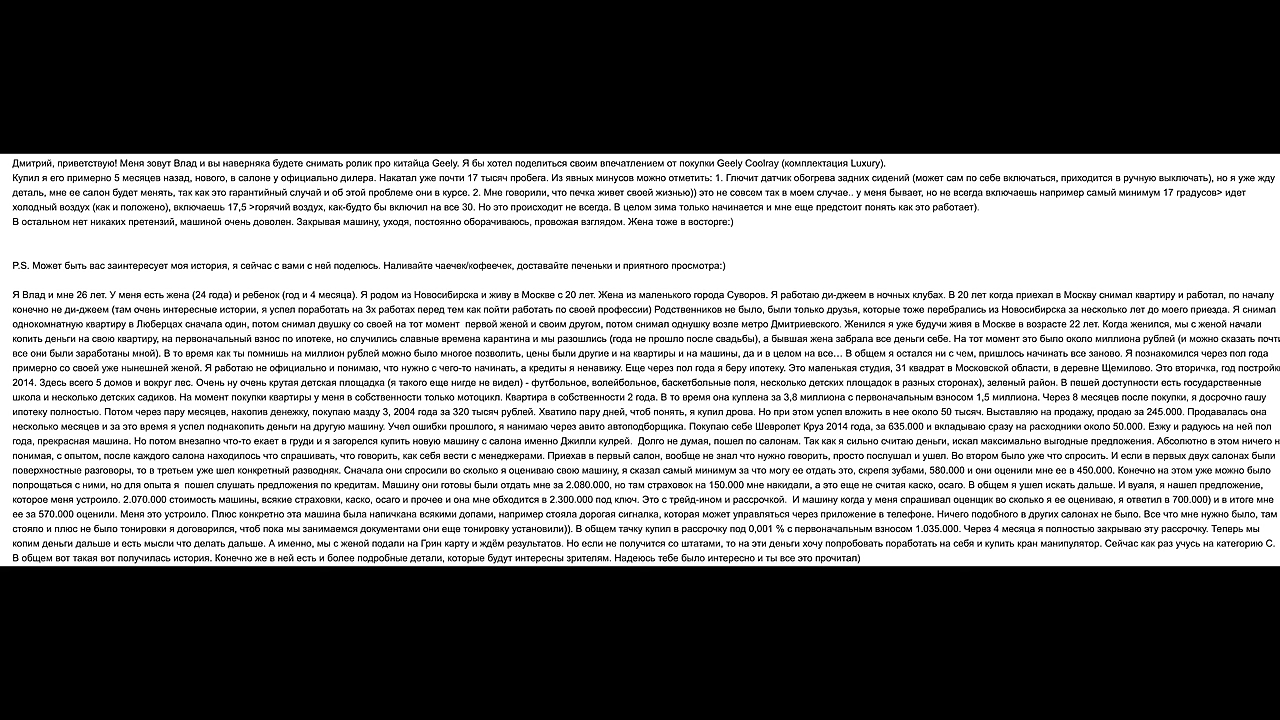 Дмитрий, приветствую! Меня зовут Влад и вы наверняка будете снимать ролик про китайца Geely. Я бы хотел поделиться своим впечатлением от покупки Geely Coolray (комплектация Luxury).
Купил я его примерно 5 месяцев назад, нового, в салоне у официально дилера. Накатал уже почти 17 тысяч пробега. Из явных минусов можно отметить: 1. Глючит датчик обогрева задних сидений (может сам по себе включаться, приходится в ручную выключать), но я уже жду
деталь, мне ее салон будет менять, так как это гарантийный случай и об этой проблеме они в курсе. 2. Мне говорили, что печка живет своей жизнью)) это не совсем так в моем случае.. у меня бывает, но не всегда включаешь например самый минимум 17 градусов> идет
холодный воздух (как и положено), включаешь 17,5 >горячий воздух, как-будто бы включил на все 30. Но это происходит не всегда. В целом зима только начинается и мне еще предстоит понять как это работает).
В остальном нет никаких претензий, машиной очень доволен. Закрывая машину, уходя, постоянно оборачиваюсь, провожая взглядом. Жена тоже в восторге:)
P.S. Может быть вас заинтересует моя история, я сейчас с вами с ней поделюсь. Наливайте чаечек/кофеечек, доставайте печеньки и приятного просмотра:)
Я Влад и мне 26 лет. У меня есть жена (24 года) и ребенок (год и 4 месяца). Я родом из Новосибирска и живу в Москве с 20 лет. Жена из маленького города Суворов. Я работаю ди-джеем в ночных клубах. В 20 лет когда приехал в Москву снимал квартиру и работал, по началу
конечно не ди-джеем (там очень интересные истории, я успел поработать на 3х работах перед тем как пойти работать по своей профессии) Родственников не было, были только друзья, которые тоже перебрались из Новосибирска за несколько лет до моего приезда. Я снимал
однокомнатную квартиру в Люберцах сначала один, потом снимал двушку со своей на тот момент первой женой и своим другом, потом снимал однушку возле метро Дмитриевского. Женился я уже будучи живя в Москве в возрасте 22 лет. Когда женился, мы с женой начали
копить деньги на свою квартиру, на первоначальный взнос по ипотеке, но случились славные времена карантина и мы разошлись (года не прошло после свадьбы), а бывшая жена забрала все деньги себе. На тот момент это было около миллиона рублей (и можно сказать почти
все они были заработаны мной). В то время как ты помнишь на миллион рублей можно было многое позволить, цены были другие и на квартиры и на машины, да и в целом на все... В общем я остался ни с чем, пришлось начинать все заново. Я познакомился через пол года
примерно со своей уже нынешней женой. Я работаю не официально и понимаю, что нужно с чего-то начинать, а кредиты я ненавижу. Еще через пол года я беру ипотеку. Это маленькая студия, 31 квадрат в Московской области, в деревне Щемилово. Это вторичка, год постройк
2014. Здесь всего 5 домов и вокруг лес. Очень ну очень крутая детская площадка (я такого еще нигде не видел) - футбольное, волейбольное, баскетбольные поля, несколько детских площадок в разных сторонах), зеленый район. В пешей доступности есть государственные
школа и несколько детских садиков. На момент покупки квартиры у меня в собственности только мотоцикл. Квартира в собственности 2 года. В то время она куплена за 3,8 миллиона с первоначальным взносом 1,5 миллиона. Через 8 месяцев после покупки, я досрочно гашу
ипотеку полностью. Потом через пару месяцев, накопив денежку, покупаю мазду 3, 2004 года за 320 тысяч рублей. Хватило пару дней, чтоб понять, я купил дрова. Но при этом успел вложить в нее около 50 тысяч. Выставляю на продажу, продаю за 245.000. Продавалась она
несколько месяцев и за это время я успел поднакопить деньги на другую машину. Учел ошибки прошлого, я нанимаю через авито автоподборщика. Покупаю себе Шевролет Круз 2014 года, за 635.000 и вкладываю сразу на расходники около 50.000. Езжу и радуюсь на ней пол
года, прекрасная машина. Но потом внезапно что-то екает в груди и я загорелся купить новую машину с салона именно Джилли кулрей. Долго не думая, пошел по салонам. Так как я сильно считаю деньги, искал максимально выгодные предложения. Абсолютно в этом ничего н
понимая, с опытом, после каждого салона находилось что спрашивать, что говорить, как себя вести с менеджерами. Приехав в первый салон, вообще не знал что нужно говорить, просто послушал и ушел. Во втором было уже что спросить. И если в первых двух салонах были
поверхностные разговоры, то в третьем уже шел конкретный разводняк. Сначала они спросили во сколько я оцениваю свою машину, я сказал самый минимум за что могу ее отдать это, скрепя зубами, 580.000 и они оценили мне ее в 450.000. Конечно на этом уже можно было
попрощаться с ними, но для опыта я пошел слушать предложения по кредитам. Машину они готовы были отдать мне за 2.080.000, но там страховок на 150.000 мне накидали, а это еще не считая каско, осаго. В общем я ушел искать дальше. И вуаля, я нашел предложение,
которое меня устроило. 2.070.000 стоимость машины, всякие страховки, каско, осаго и прочее и она мне обходится в 2.300.000 под ключ. Это с трейд-ином и рассрочкой. И машину когда у меня спрашивал оценщик во сколько я ее оцениваю, я ответил в 700.000) и в итоге мне
ее за 570.000 оценили. Меня это устроило. Плюс конкретно эта машина была напичкана всякими допами, например стояла дорогая сигналка, которая может управляться через приложение в телефоне. Ничего подобного в других салонах не было. Все что мне нужно было, там
стояло и плюс не было тонировки я договорился, чтоб пока мы занимаемся документами они еще тонировку установили)). В общем тачку купил в рассрочку под 0,001 % с первоначальным взносом 1.035.000. Через 4 месяца я полностью закрываю эту рассрочку. Теперь мы
копим деньги дальше и есть мысли что делать дальше. А именно, мы с женой подали на Грин карту и ждём результатов. Но если не получится со штатами, то на эти деньги хочу попробовать поработать на себя и купить кран манипулятор. Сейчас как раз учусь на категорию С.
В общем вот такая вот получилась история. Конечно же в ней есть и более подробные детали, которые будут интересны зрителям. Надеюсь тебе было интересно и ты все это прочитал)